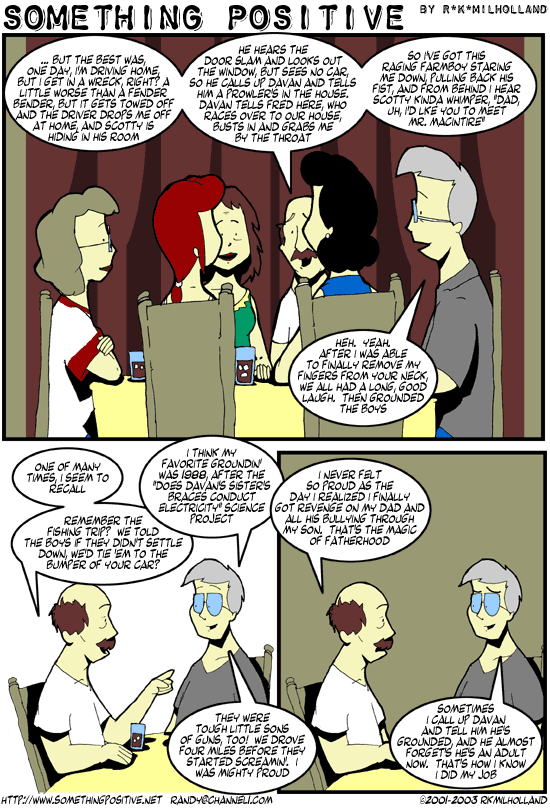 SOMETHING POSITIVE BY R*K*MILHOLLAND
... BUT THE BEST WAS,
ONE DAY, I'M DRIVING HOME,
BUT I GET IN A WRECK, RIGHT? A
LITTLE WORSE THAN A FENDER
BENDER, BUT IT GETS TOWED OFF
AND THE DRIVER DROPS ME OFF
AT HOME, AND SCOTTY IS
HIDING IN HIS ROOM
HE HEARS THE
DOOR SLAM AND LOOKS OUT
THE WINDOW, BUT SEES NO CAR,
SO HE CALLS UP DAVAN AND TELLS
HIM A PROWLER'S IN THE HOUSE.
DAVAN TELLS FRED HERE, WHO
RACES OVER TO OUR HOUSE,
BUSTS IN AND GRABS ME
BY THE THROAT
SO I'VE GOT THIS
RAGING FARMBOY STARING
ME DOWN, PULLING BACK HIS
FIST, AND FROM BEHIND I HEAR
SCOTTY KINDA WHIMPER, "DAD,
UH, I'D LKE YOU TO MEET
MR. MACINTIRE"
HEH. YEAH.
AFTER I WAS ABLE
TO FINALLY REMOVE MY
FINGERS FROM YOUR NECK,
WE ALL HAD A LONG, GOOD
LAUGH. THEN GROUNDED
THE BOYS
ONE OF MANY
TIMES, I SEEM TO
RECALL
I THINK MY
FAVORITE GROUNDIN'
WAS 1988, AFTER THE
"DOES DAVAN'S SISTER'S
BRACES CONDUCT
ELECTRICITY" SCIENCE
PROJECT
REMEMBER THE
FISHING TRIP? WE TOLD
THE BOYS IF THEY DIDN'T SETTLE
DOWN, WE'D TIE 'EM TO THE
BUMPER OF YOUR CAR?
THEY WERE
TOUGH LITTLE SONS
OF GUNS, TOO! WE DROVE
FOUR MILES BEFORE THEY
STARTED SCREAMIN'. I
WAS MIGHTY PROUD
I NEVER FELT
SO PROUD AS THE
DAY I REALIZED I FINALLY
GOT REVENGE ON MY DAD AND
ALL HIS BULLYING THROUGH
MY SON. THAT'S THE MAGIC
OF FATHERHOOD
SOMETIMES
I CALL UP DAVAN
AND TELL HIM HE'S
GROUNDED, AND HE ALMOST
FORGETS HE'S AN ADULT
NOW. THAT'S HOW I KNOW
I DID MY JOB
HTTP://WWW.SOMETHINGPOSITIVE.NET RANDY@CHANNEL1.COM ©2001-2003 RKMILHOLLAND